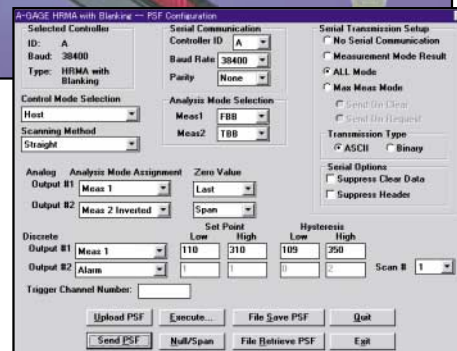 A-GAGE HRMA with Blanking -- PSF Configuration
Selected Controller
ID: A
Baud: 38400
Type: HRMA with
Blanking
Serial Communication
Controller ID A
Baud Rate 38400
Parity None
Serial Transmission Setup
No Serial Communication
Measurement Mode Result
ALL Mode
Max Meas Mode
Send On Clear
Send On Request
Transmission Type
ASCII Binary
Serial Options
Suppress Clear Data
Suppress Header
Control Mode Selection
Host
Scanning Method
Straight
Analysis Mode Selection
Meas1 FBB
Meas2 TBB
Analog Analysis Mode Assignment Zero Value
Output #1 Meas 1 Last
Output #2 Meas 2 Inverted Span
Set Point Hysteresis
Discrete Low High Low High
Output #1 Meas 1 110 310 109 350
Output #2 Alarm 1 1 0 2 Scan # 1
Trigger Channel Number:
Upload PSF Execute... File Save PSF Quit
Send PSF Null/Span File Retrieve PSF Exit